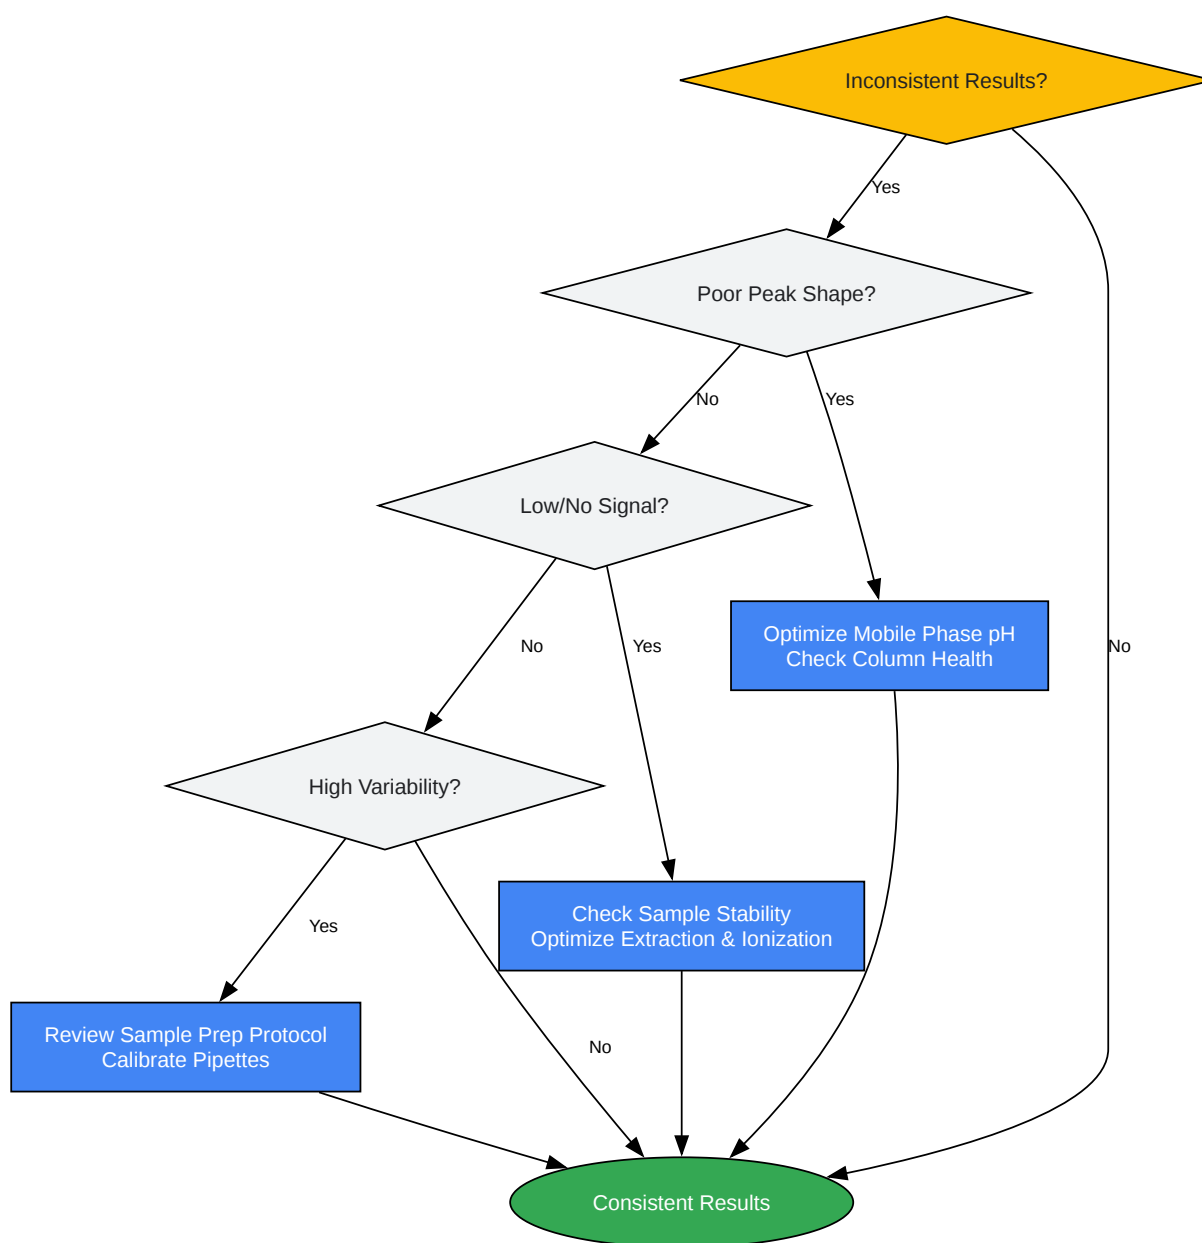 Inconsistent Results?
Yes
Poor Peak Shape?
No
Yes
Low/No Signal?
Optimize Mobile Phase pH
Check Column Health
No
Yes
No
High Variability?
Yes
Check Sample Stability
Optimize Extraction & Ionization
Review Sample Prep Protocol
Calibrate Pipettes
No
Consistent Results